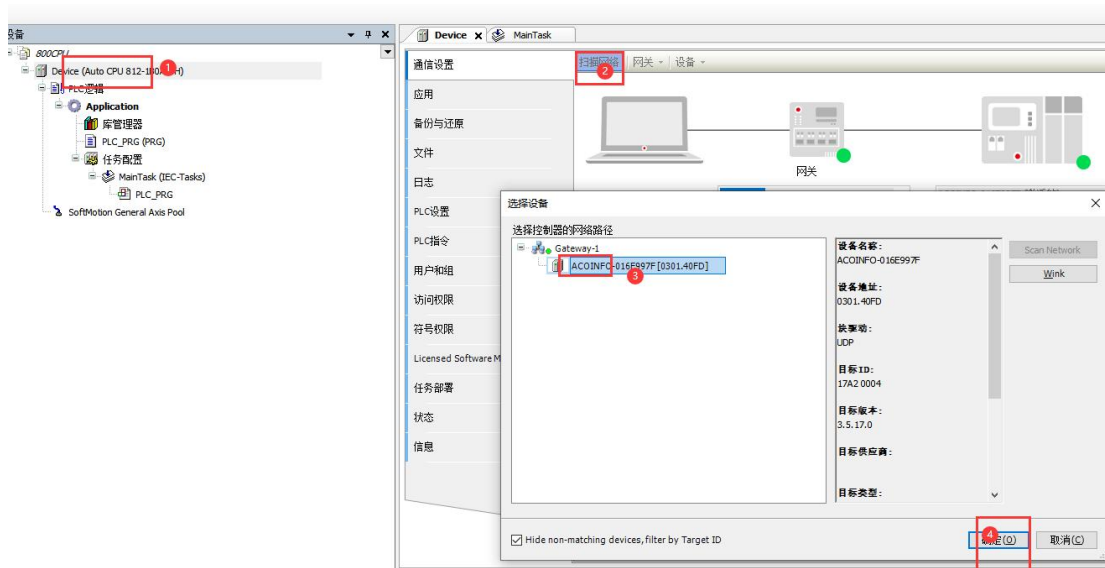 设备
800CPU
Device (Auto CPU 812-1
PLC逻辑
Application
库管理器
PLC_PRG (PRG)
任务配置
MainTask (IEC-Tasks)
PLC_PRG
SoftMotion General Axis Pool
1
Device
MainTask
通信设置
应用
备份与还原
文件
日志
PLC设置
PLC指令
用户和组
访问权限
符号权限
Licensed Software M
任务部署
状态
信息
扫描网络
网关
设备
2
网关
选择设备
选择控制器的网络路径
Gateway-1
ACOINFO-016E997F [0301.40FD]
3
设备名称:
ACOINFO-016E997F
设备地址:
0301.40FD
块驱动:
UDP
目标ID:
17A2 0004
目标版本:
3.5.17.0
目标供应商:
目标类型:
Scan Network
Wink
Hide non-matching devices, filter by Target ID
4
确定(O)
取消(C)